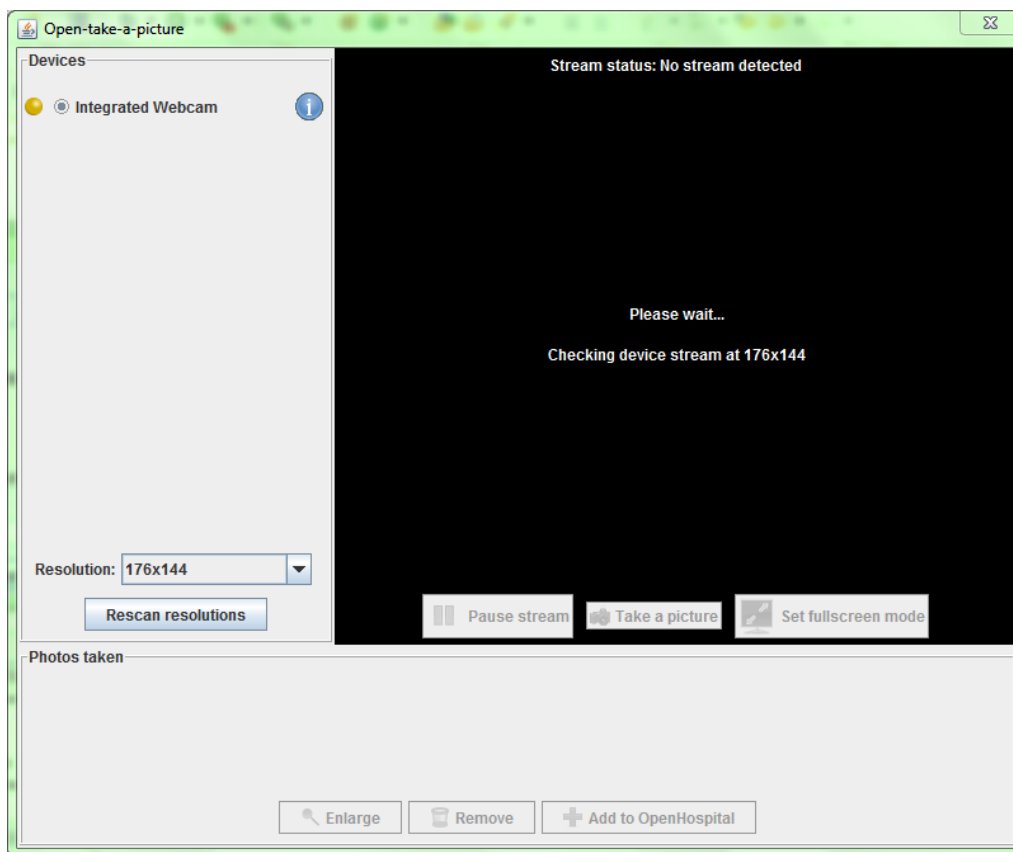 Open-take-a-picture
Devices
Integrated Webcam
i
Resolution: 176x144
Rescan resolutions
Stream status: No stream detected
Please wait...
Checking device stream at 176x144
Pause stream
Take a picture
Set fullscreen mode
Photos taken
Enlarge
Remove
Add to OpenHospital